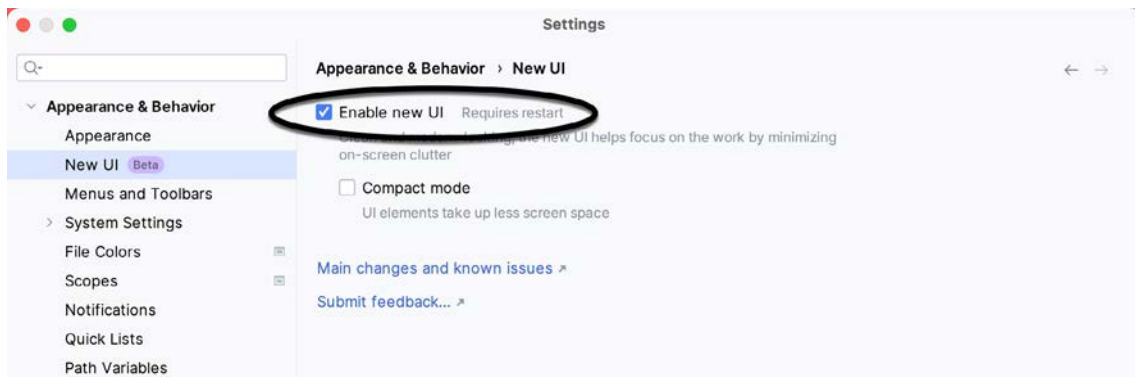 Settings
Appearance & Behavior
Appearance
New UI Beta
Menus and Toolbars
System Settings
File Colors
Scopes
Notifications
Quick Lists
Path Variables
Appearance & Behavior › New UI
Enable new UI Requires restart
the new UI helps focus on the work by minimizing
on-screen clutter
Compact mode
UI elements take up less screen space
Main changes and known issues ↗
Submit feedback... ↗